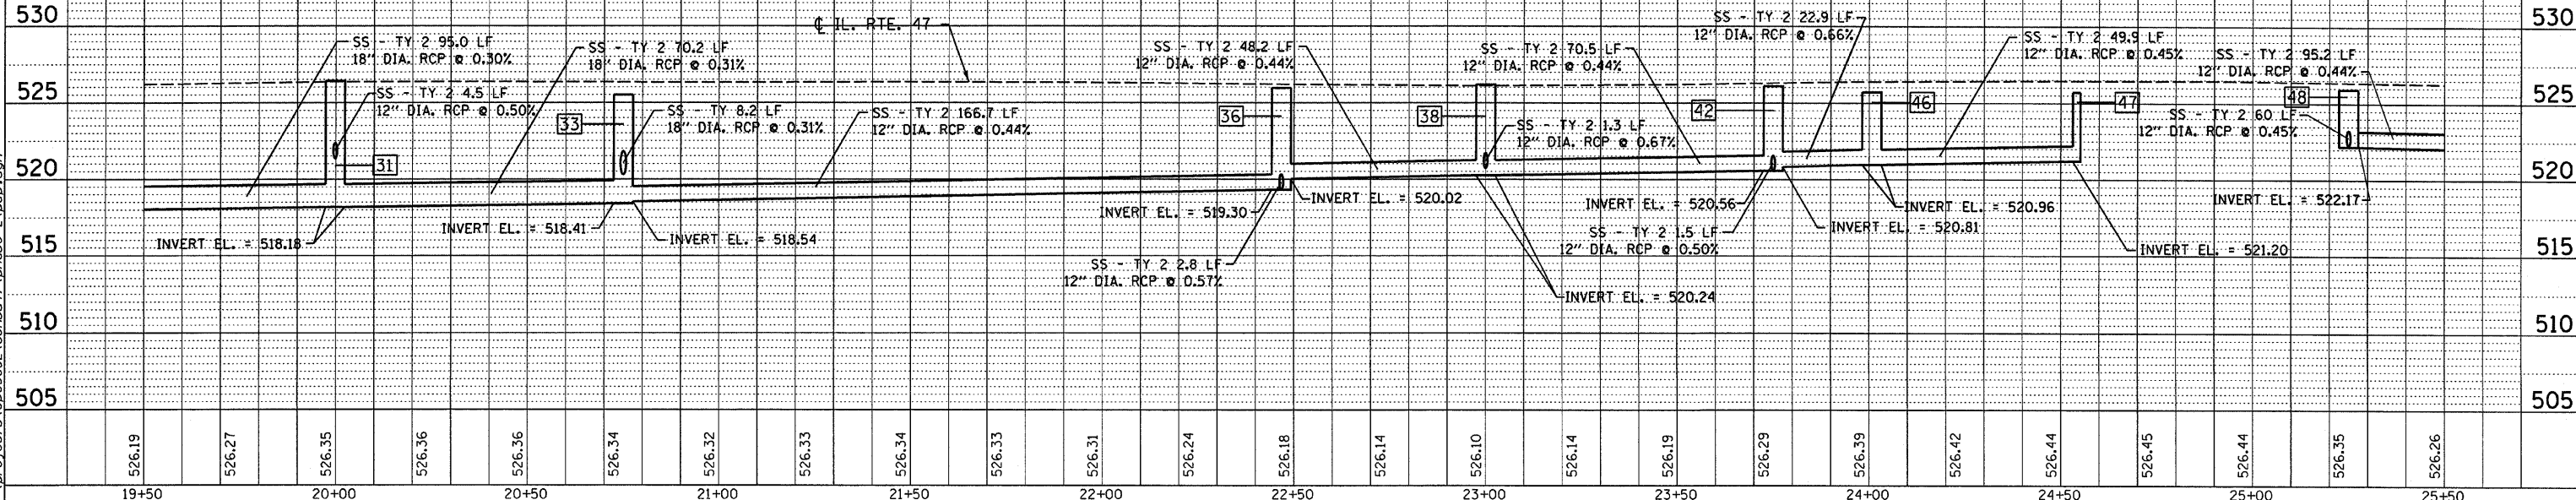 530
530
525
525
520
520
515
515
510
510
505
505
℄ IL. RTE. 47
SS - TY 2 95.0 LF
18" DIA. RCP @ 0.30%
SS - TY 2 4.5 LF
12" DIA. RCP @ 0.50%
31
INVERT EL. = 518.18
SS - TY 2 70.2 LF
18" DIA. RCP @ 0.31%
33
SS - TY 8.2 LF
18" DIA. RCP @ 0.31%
INVERT EL. = 518.41
INVERT EL. = 518.54
SS - TY 2 166.7 LF
12" DIA. RCP @ 0.44%
SS - TY 2 48.2 LF
12" DIA. RCP @ 0.44%
36
INVERT EL. = 519.30
INVERT EL. = 520.02
SS - TY 2 2.8 LF
12" DIA. RCP @ 0.57%
SS - TY 2 70.5 LF
12" DIA. RCP @ 0.44%
38
SS - TY 2 1.3 LF
12" DIA. RCP @ 0.67%
INVERT EL. = 520.24
SS - TY 2 22.9 LF
12" DIA. RCP @ 0.66%
42
INVERT EL. = 520.56
SS - TY 2 1.5 LF
12" DIA. RCP @ 0.50%
INVERT EL. = 520.81
46
INVERT EL. = 520.96
SS - TY 2 49.9 LF
12" DIA. RCP @ 0.45%
47
INVERT EL. = 521.20
SS - TY 2 95.2 LF
12" DIA. RCP @ 0.44%
48
SS - TY 2 60 LF
12" DIA. RCP @ 0.45%
INVERT EL. = 522.17
526.19
526.27
526.35
526.36
526.36
526.34
526.32
526.33
526.34
526.33
526.31
526.24
526.18
526.14
526.10
526.14
526.19
526.29
526.39
526.42
526.44
526.45
526.44
526.35
526.26
19+50
20+00
20+50
21+00
21+50
22+00
22+50
23+00
23+50
24+00
24+50
25+00
25+50